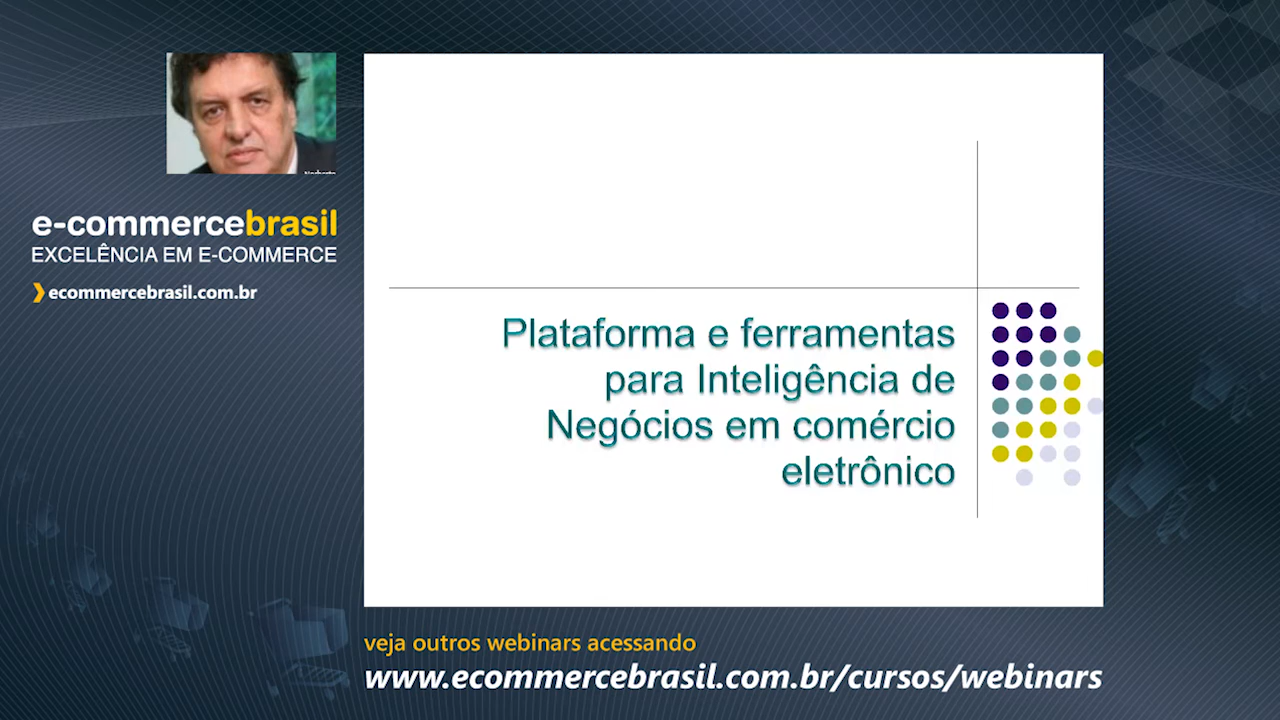 Norberto
e-commercebrasil
EXCELÊNCIA EM E-COMMERCE
ecommercebrasil.com.br
Plataforma e ferramentas
para Inteligência de
Negócios em comércio
eletrônico
veja outros webinars acessando
www.ecommercebrasil.com.br/cursos/webinars